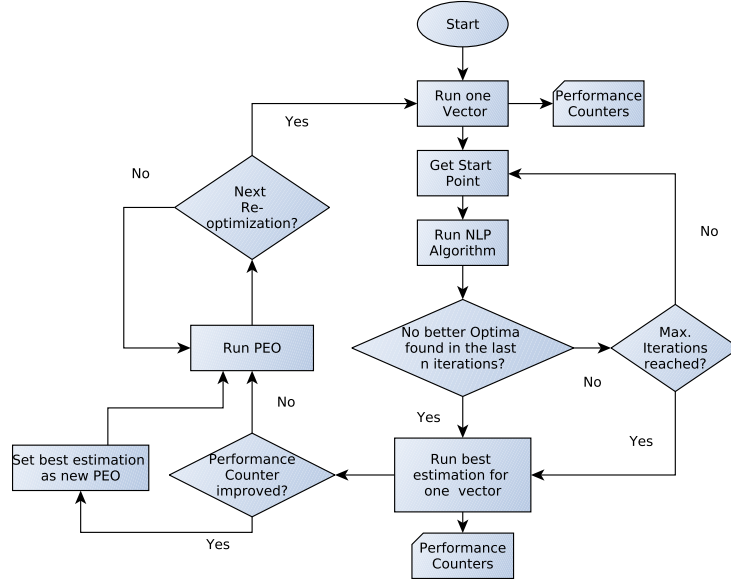 Start
Run one
Vector
Performance
Counters
Yes
Get Start
Point
No
Next
Re-
optimization?
No
Run NLP
Algorithm
Run PEO
No better Optima
found in the last
n iterations?
Max.
Iterations
reached?
No
No
Yes
Yes
Set best estimation
as new PEO
Performance
Counter
improved?
Run best
estimation for
one vector
Yes
Performance
Counters